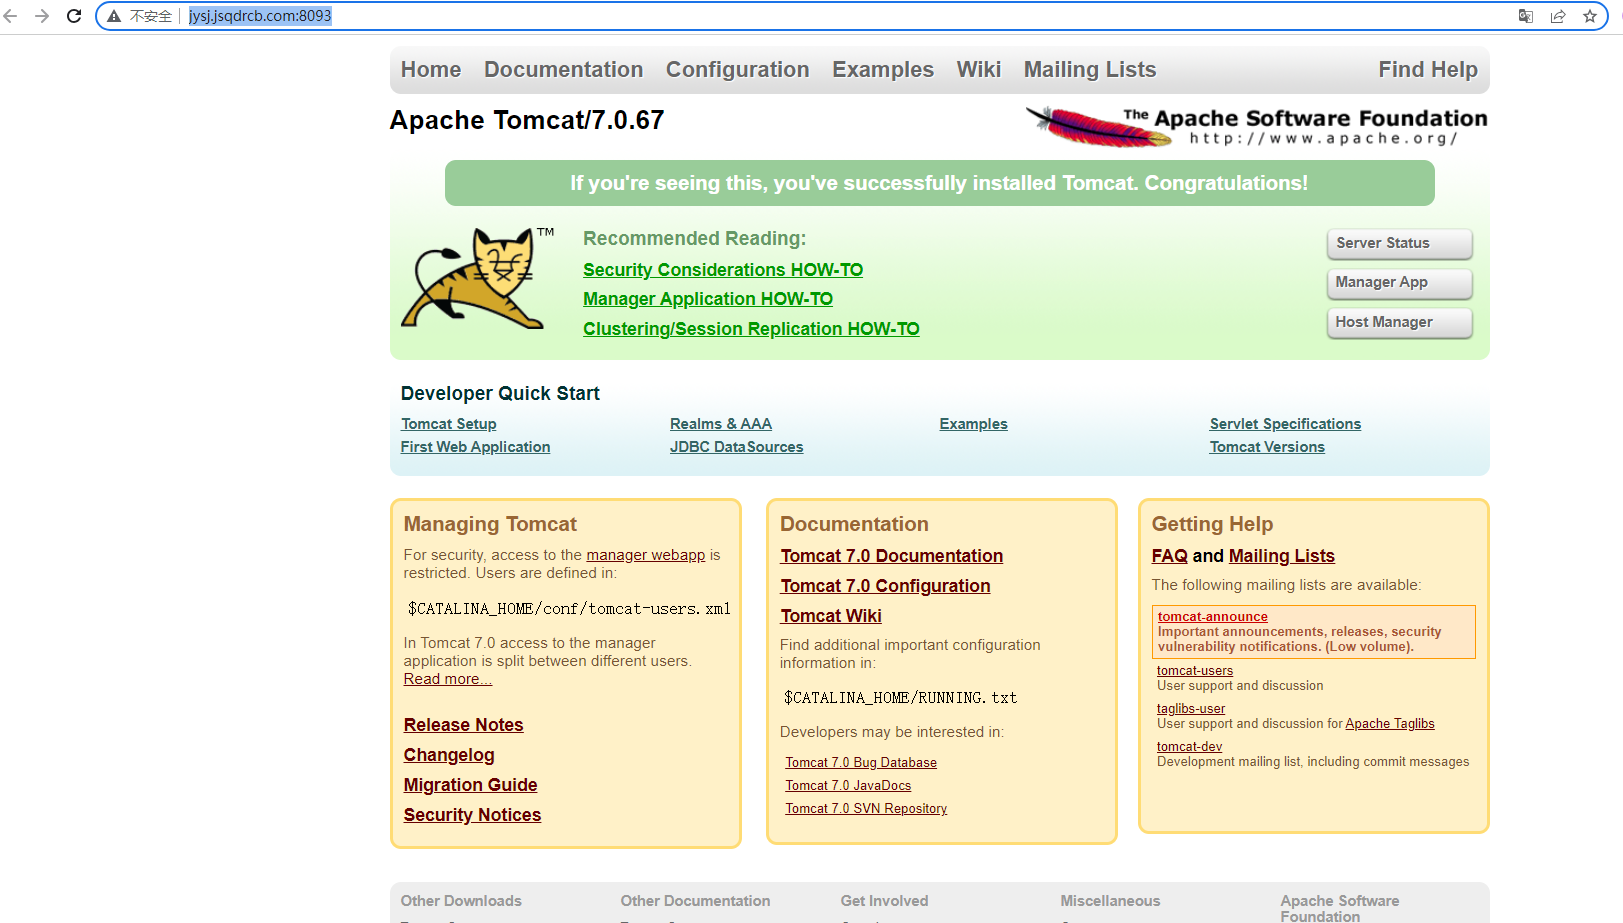 不安全 jysj.jsqdrcb.com:8093
Home Documentation Configuration Examples Wiki Mailing Lists Find Help
Apache Tomcat/7.0.67
The Apache Software Foundation
http://www.apache.org/
If you're seeing this, you've successfully installed Tomcat. Congratulations!
TM
Recommended Reading:
Security Considerations HOW-TO
Manager Application HOW-TO
Clustering/Session Replication HOW-TO
Server Status
Manager App
Host Manager
Developer Quick Start
Tomcat Setup
First Web Application
Realms & AAA
JDBC DataSources
Examples
Servlet Specifications
Tomcat Versions
Managing Tomcat
For security, access to the manager webapp is
restricted. Users are defined in:
$CATALINA_HOME/conf/tomcat-users.xml
In Tomcat 7.0 access to the manager
application is split between different users.
Read more...
Release Notes
Changelog
Migration Guide
Security Notices
Documentation
Tomcat 7.0 Documentation
Tomcat 7.0 Configuration
Tomcat Wiki
Find additional important configuration
information in:
$CATALINA_HOME/RUNNING.txt
Developers may be interested in:
Tomcat 7.0 Bug Database
Tomcat 7.0 JavaDocs
Tomcat 7.0 SVN Repository
Getting Help
FAQ and Mailing Lists
The following mailing lists are available:
tomcat-announce
Important announcements, releases, security
vulnerability notifications. (Low volume).
tomcat-users
User support and discussion
taglibs-user
User support and discussion for Apache Taglibs
tomcat-dev
Development mailing list, including commit messages
Other Downloads
Other Documentation
Get Involved
Miscellaneous
Apache Software
Foundation